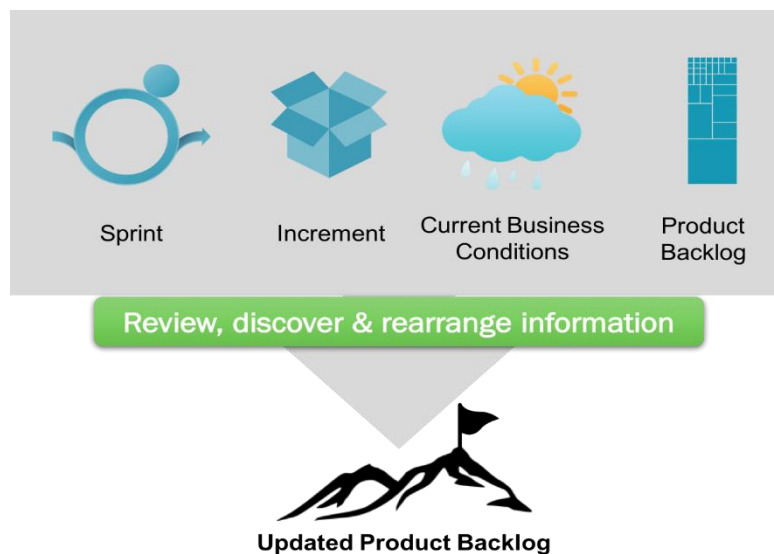 Sprint
Increment
Current Business
Conditions
Product
Backlog
Review, discover & rearrange information
Updated Product Backlog